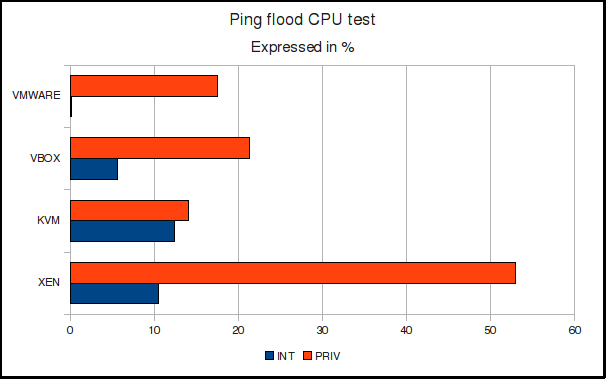 Ping flood CPU test
Expressed in %
VMWARE
VBOX
KVM
XEN
0 10 20 30 40 50 60
INT PRIV